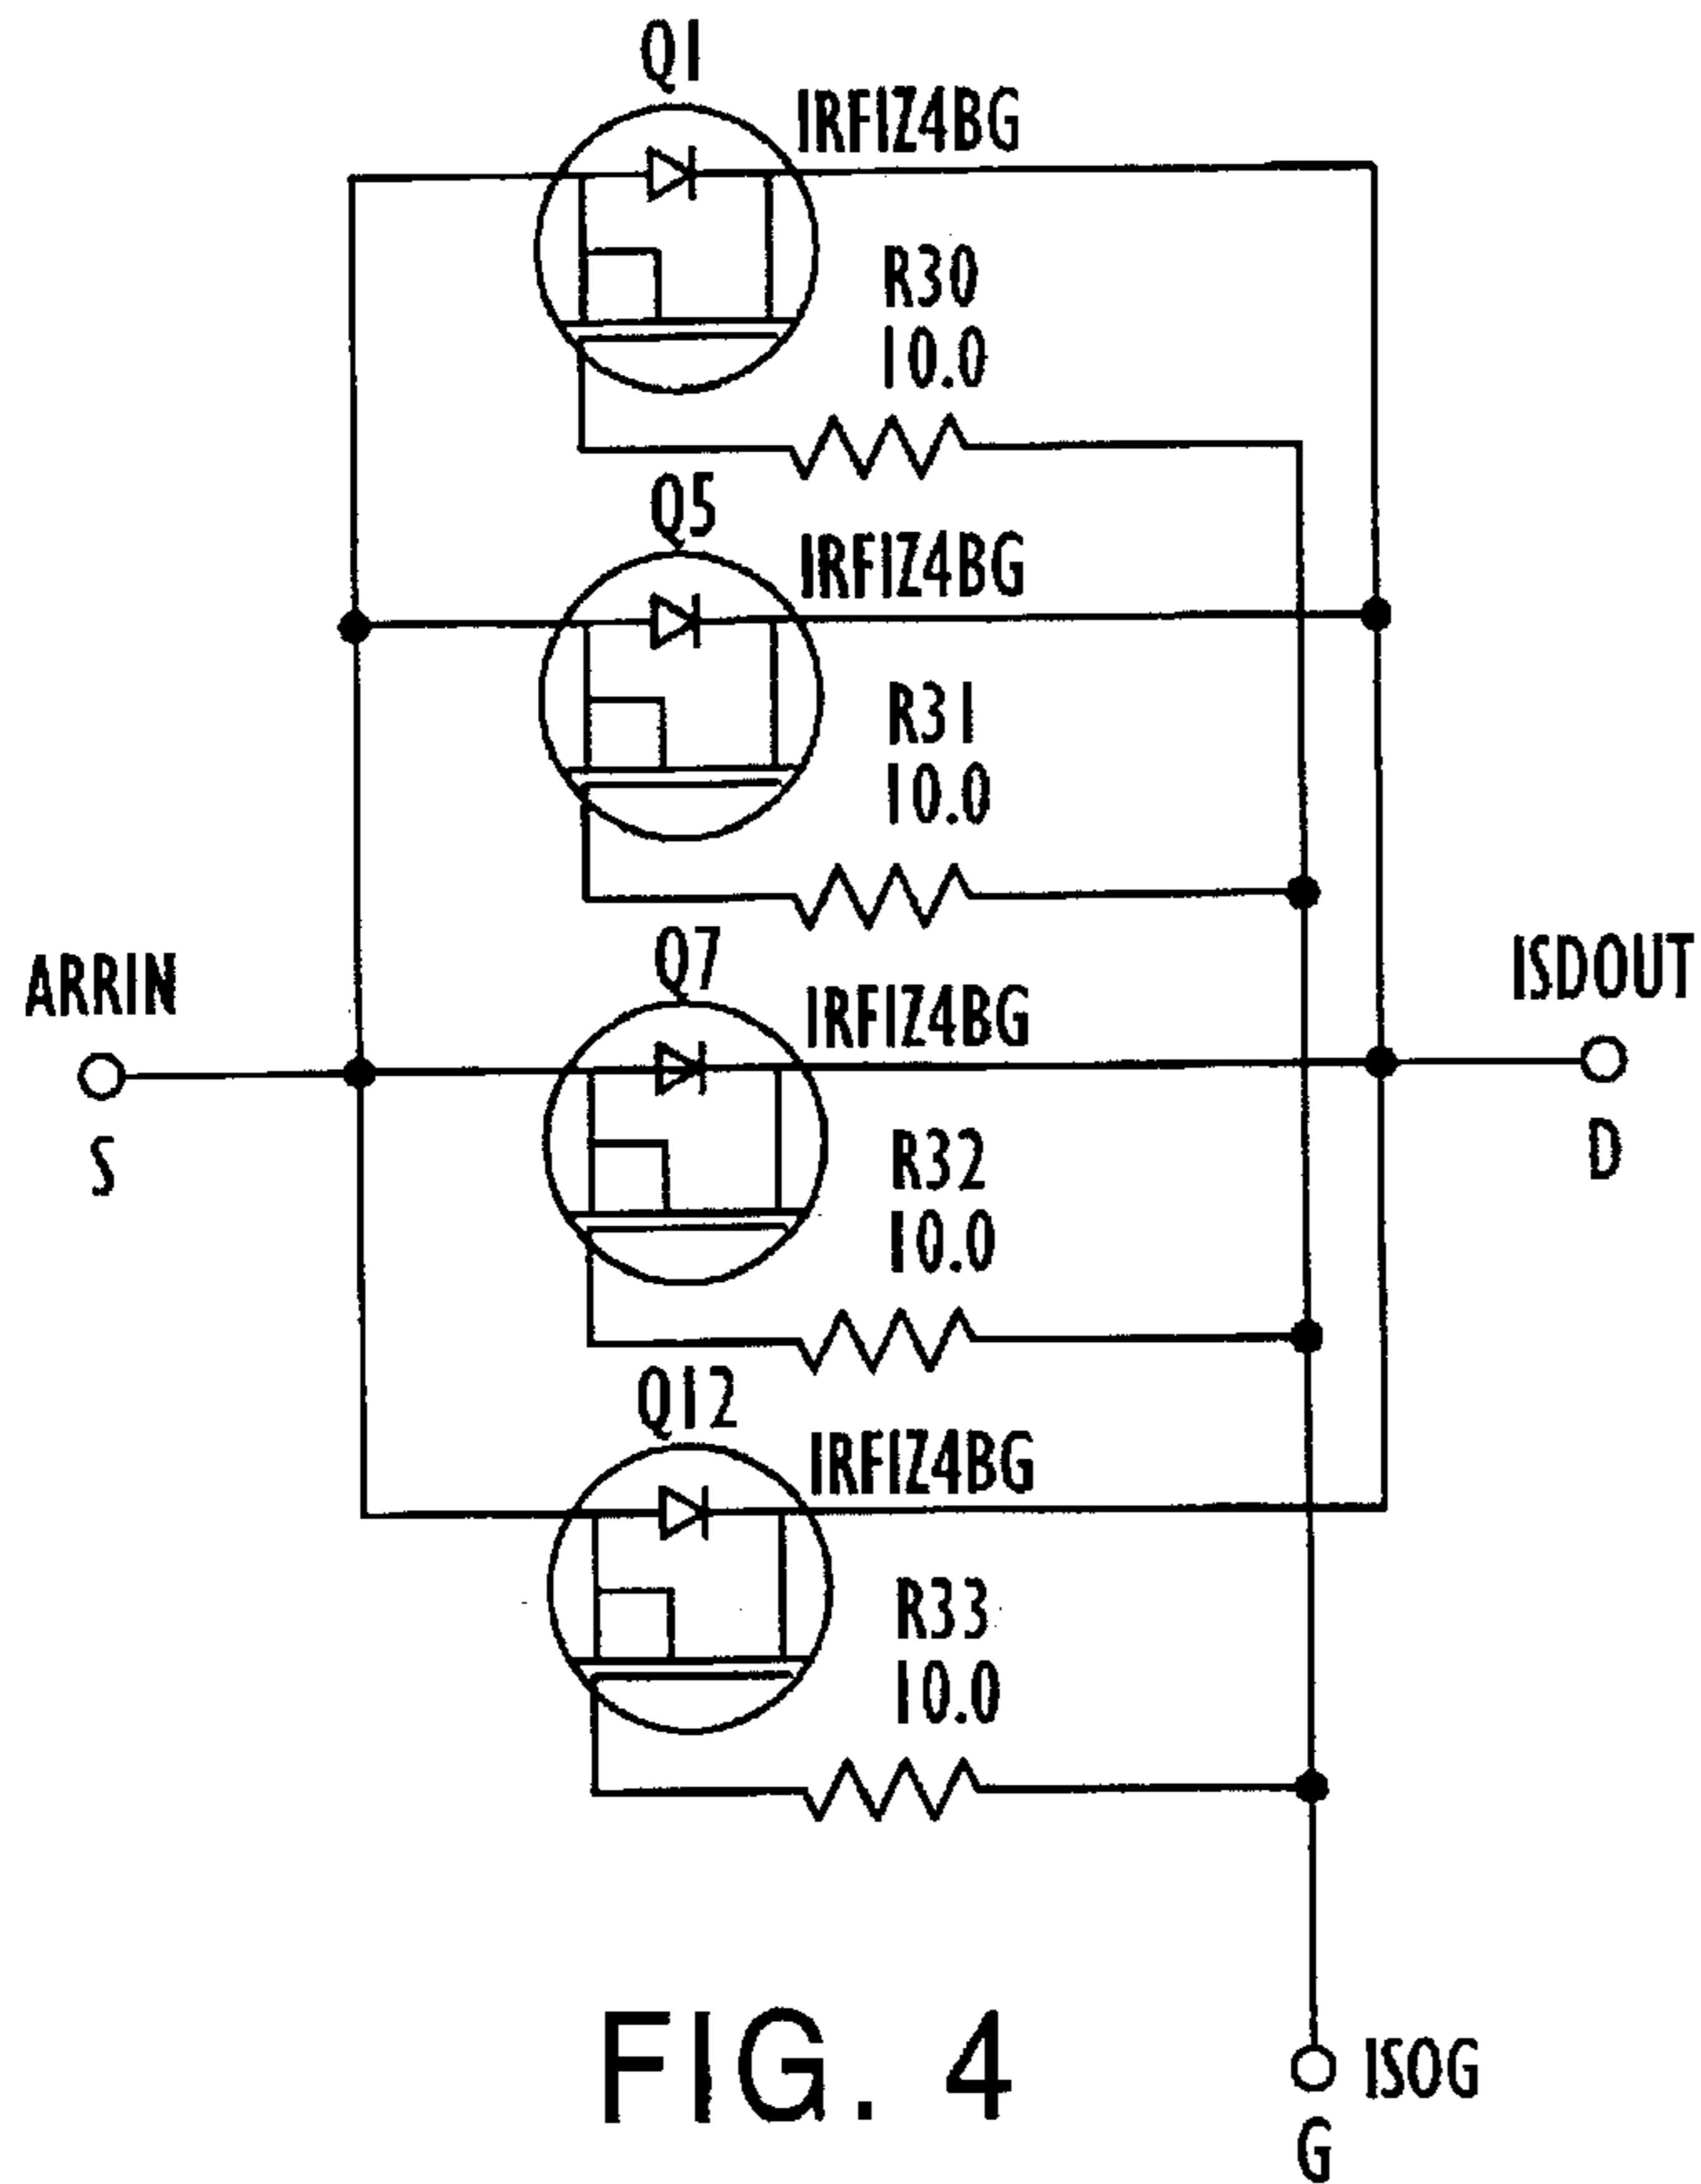 Q1
IRFIZ4BG
R30
10.0
Q5
IRFIZ4BG
R31
10.0
Q7
IRFIZ4BG
ARRIN
S
ISDOUT
D
R32
10.0
Q12
IRFIZ4BG
R33
10.0
ISOG
G
FIG. 4